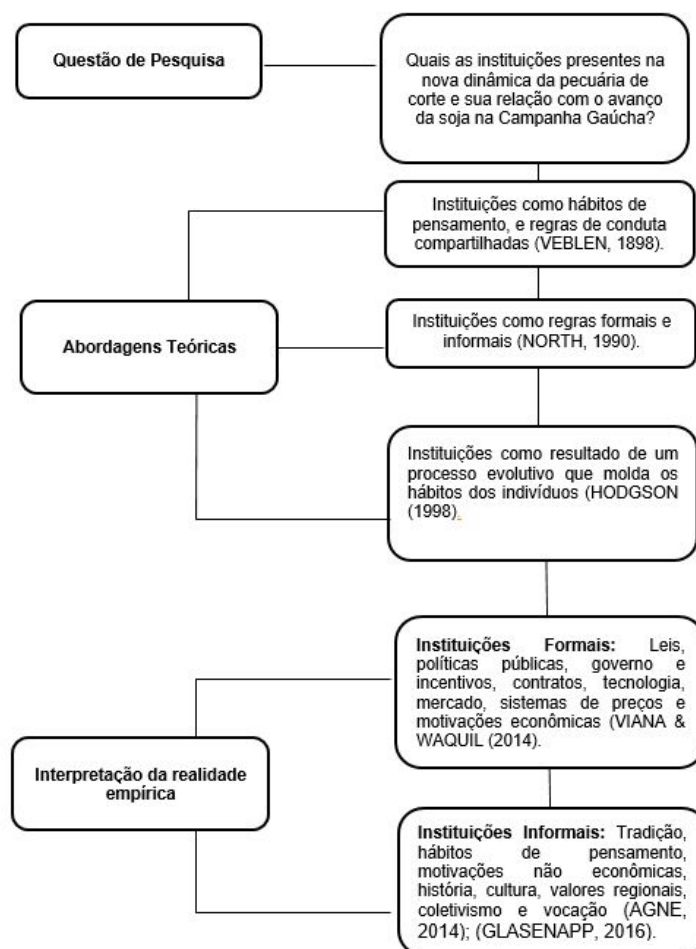 Questão de Pesquisa
Quais as instituições presentes na
nova dinâmica da pecuária de
corte e sua relação com o avanço
da soja na Campanha Gaúcha?
Instituições como hábitos de
pensamento, e regras de conduta
compartilhadas (VEBLEN, 1898).
Abordagens Teóricas
Instituições como regras formais e
informais (NORTH, 1990).
Instituições como resultado de um
processo evolutivo que molda os
hábitos dos indivíduos (HODGSON
(1998).
Instituições Formais: Leis,
políticas públicas, governo e
incentivos, contratos, tecnologia,
mercado, sistemas de preços e
motivações econômicas (VIANA &
WAQUIL (2014).
Interpretação da realidade
empírica
Instituições Informais: Tradição,
hábitos de pensamento,
motivações não econômicas,
história, cultura, valores regionais,
coletivismo e vocação (AGNE,
2014); (GLASENAPP, 2016).